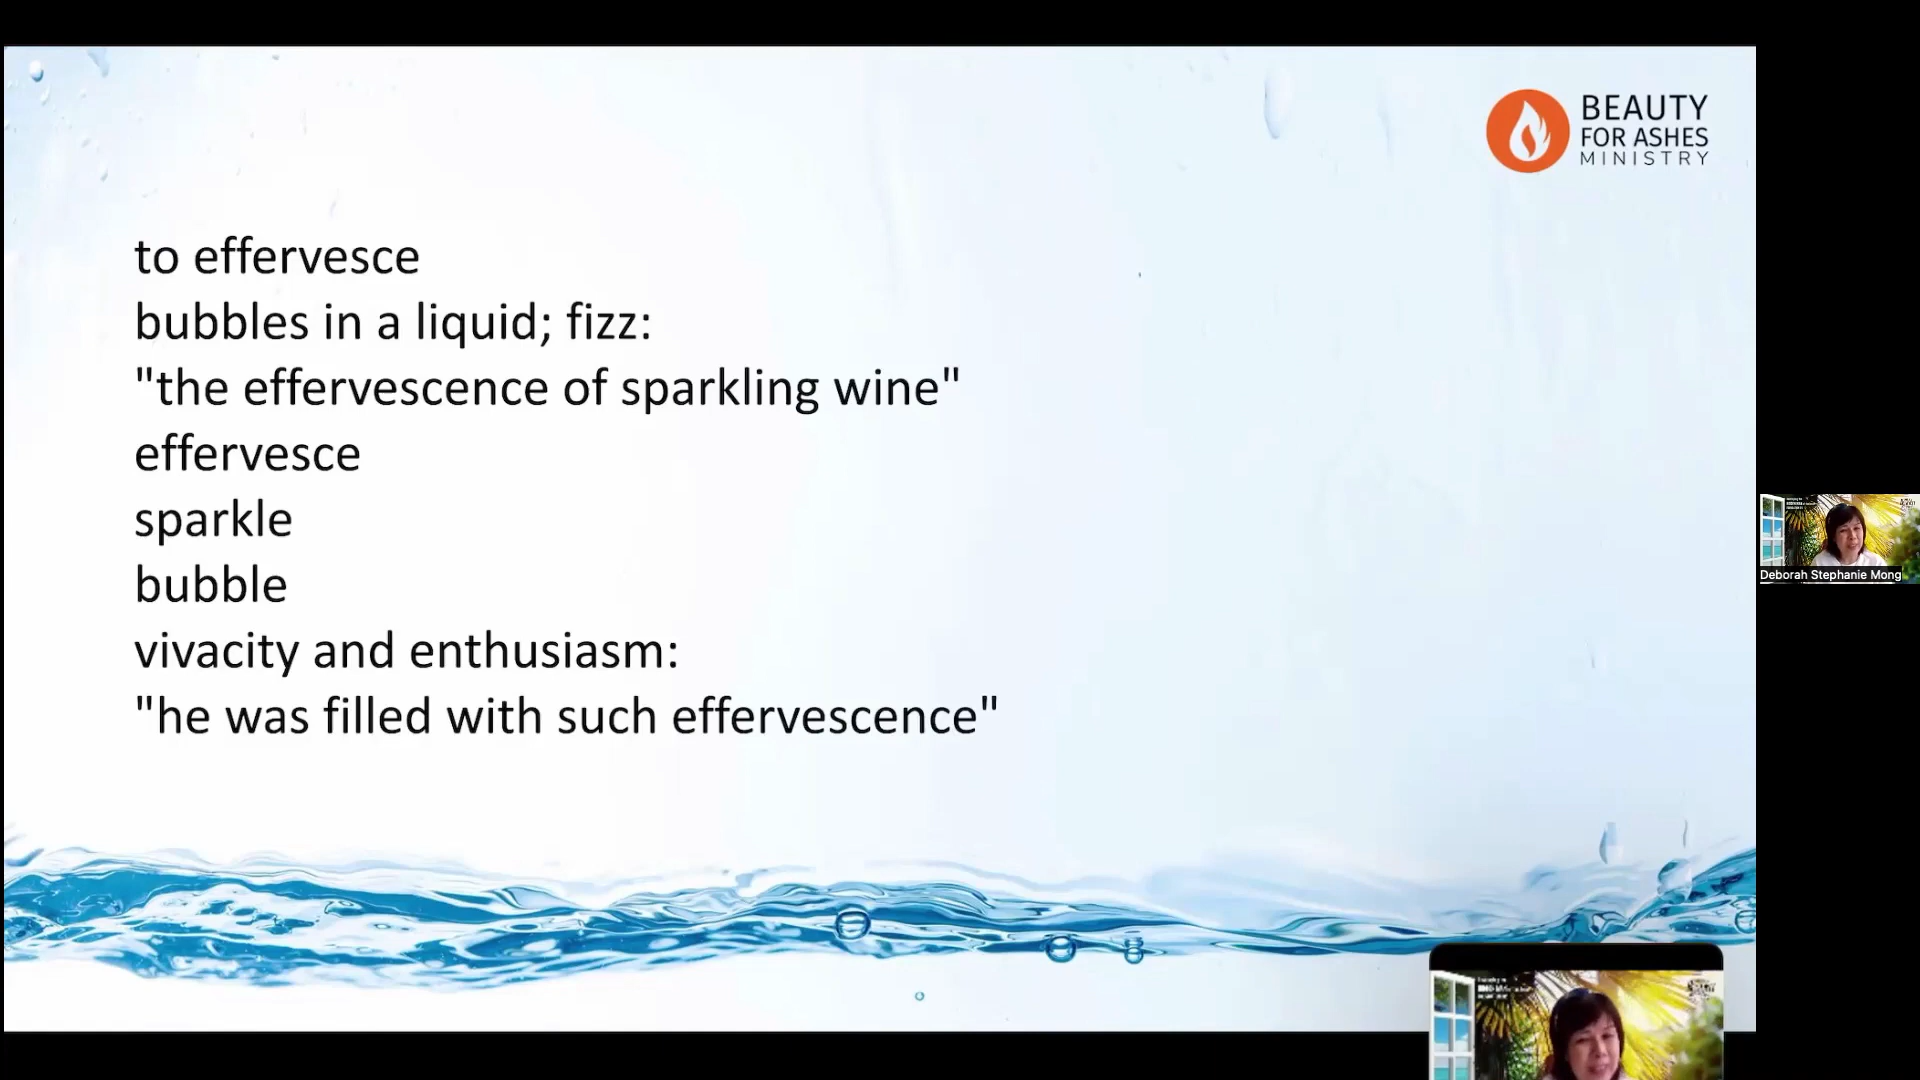 BEAUTY
FOR ASHES
MINISTRY
to effervesce
bubbles in a liquid; fizz:
"the effervescence of sparkling wine"
effervesce
sparkle
bubble
vivacity and enthusiasm:
"he was filled with such effervescence"
Deborah Stephanie Mong